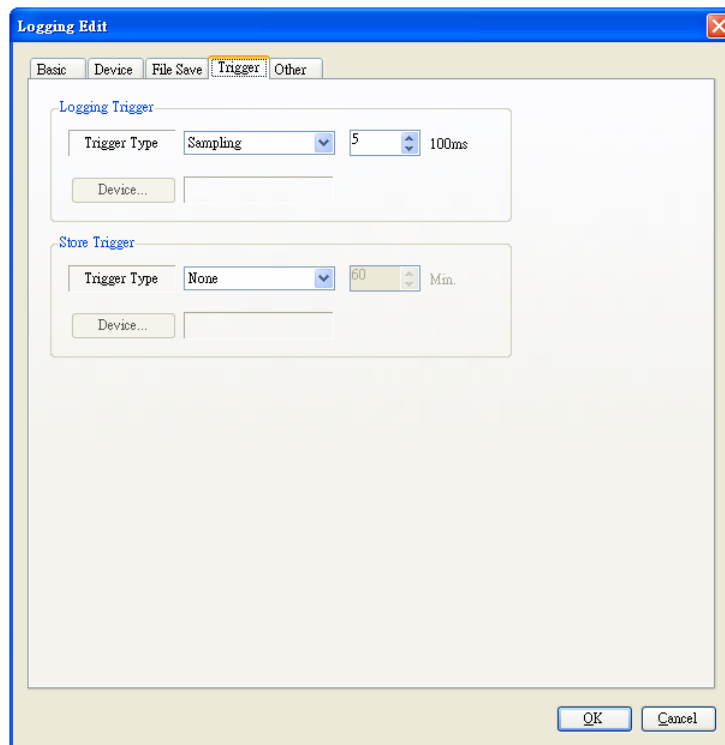 Logging Edit
Basic Device File Save Trigger Other
Logging Trigger
Trigger Type Sampling 5 100ms
Device...
Store Trigger
Trigger Type None 60 Min.
Device...
OK Cancel